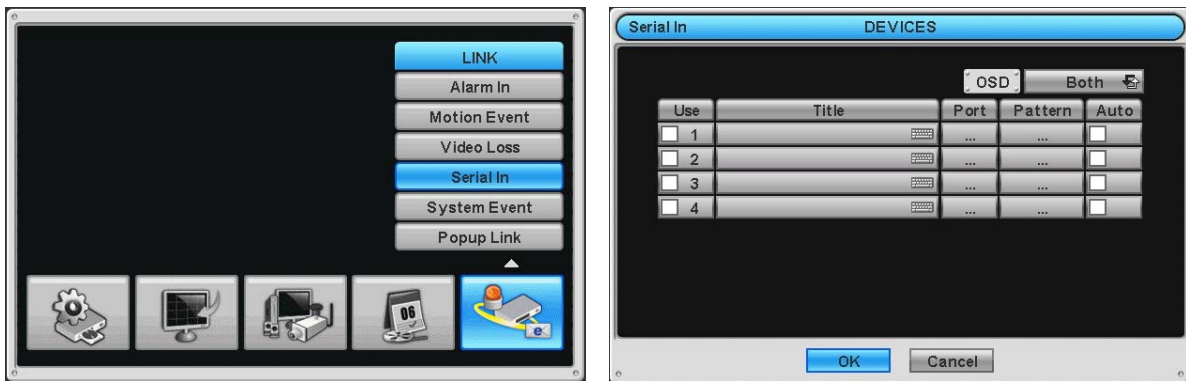 LINK
Alarm In
Motion Event
Video Loss
Serial In
System Event
Popup Link
06
e
Serial In DEVICES
OSD Both
Use Title Port Pattern Auto
1 ... ...
2 ... ...
3 ... ...
4 ... ...
OK Cancel